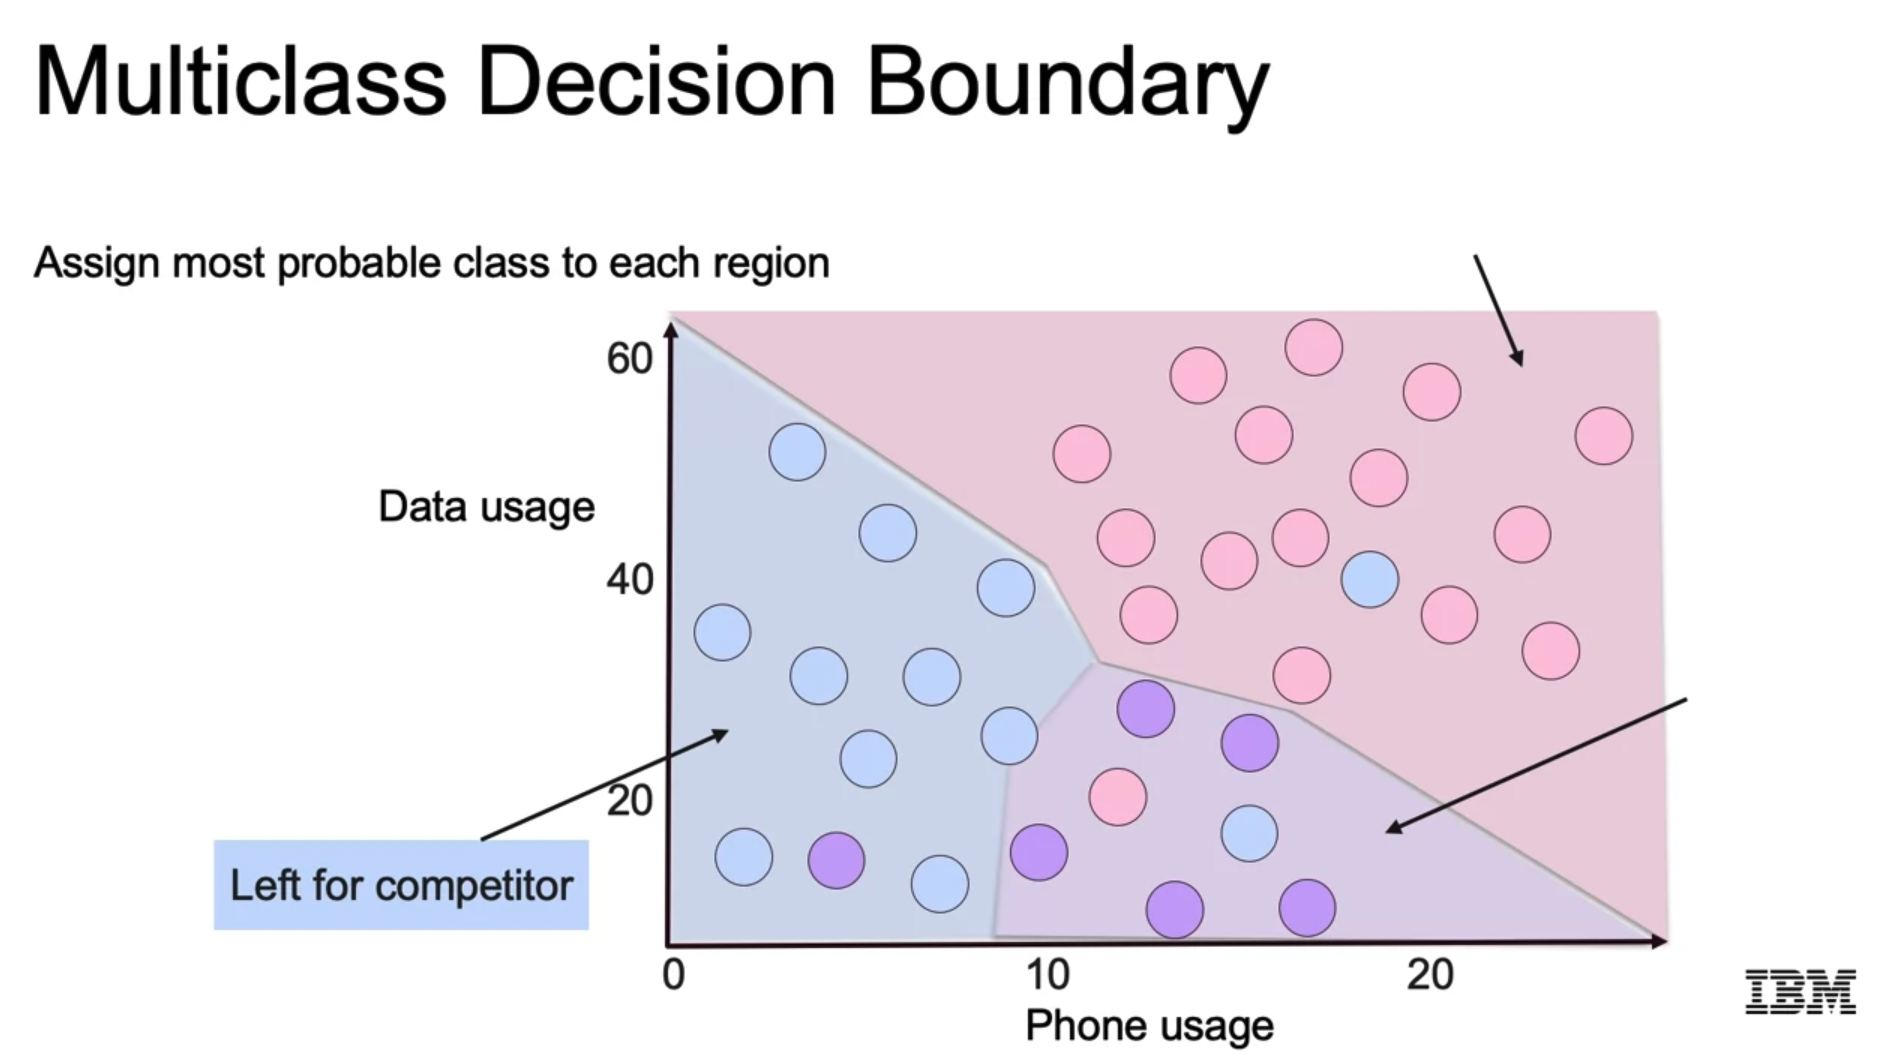 Multiclass Decision Boundary
Assign most probable class to each region
60
Data usage
40
20
Left for competitor
0 10 20
Phone usage
IBM